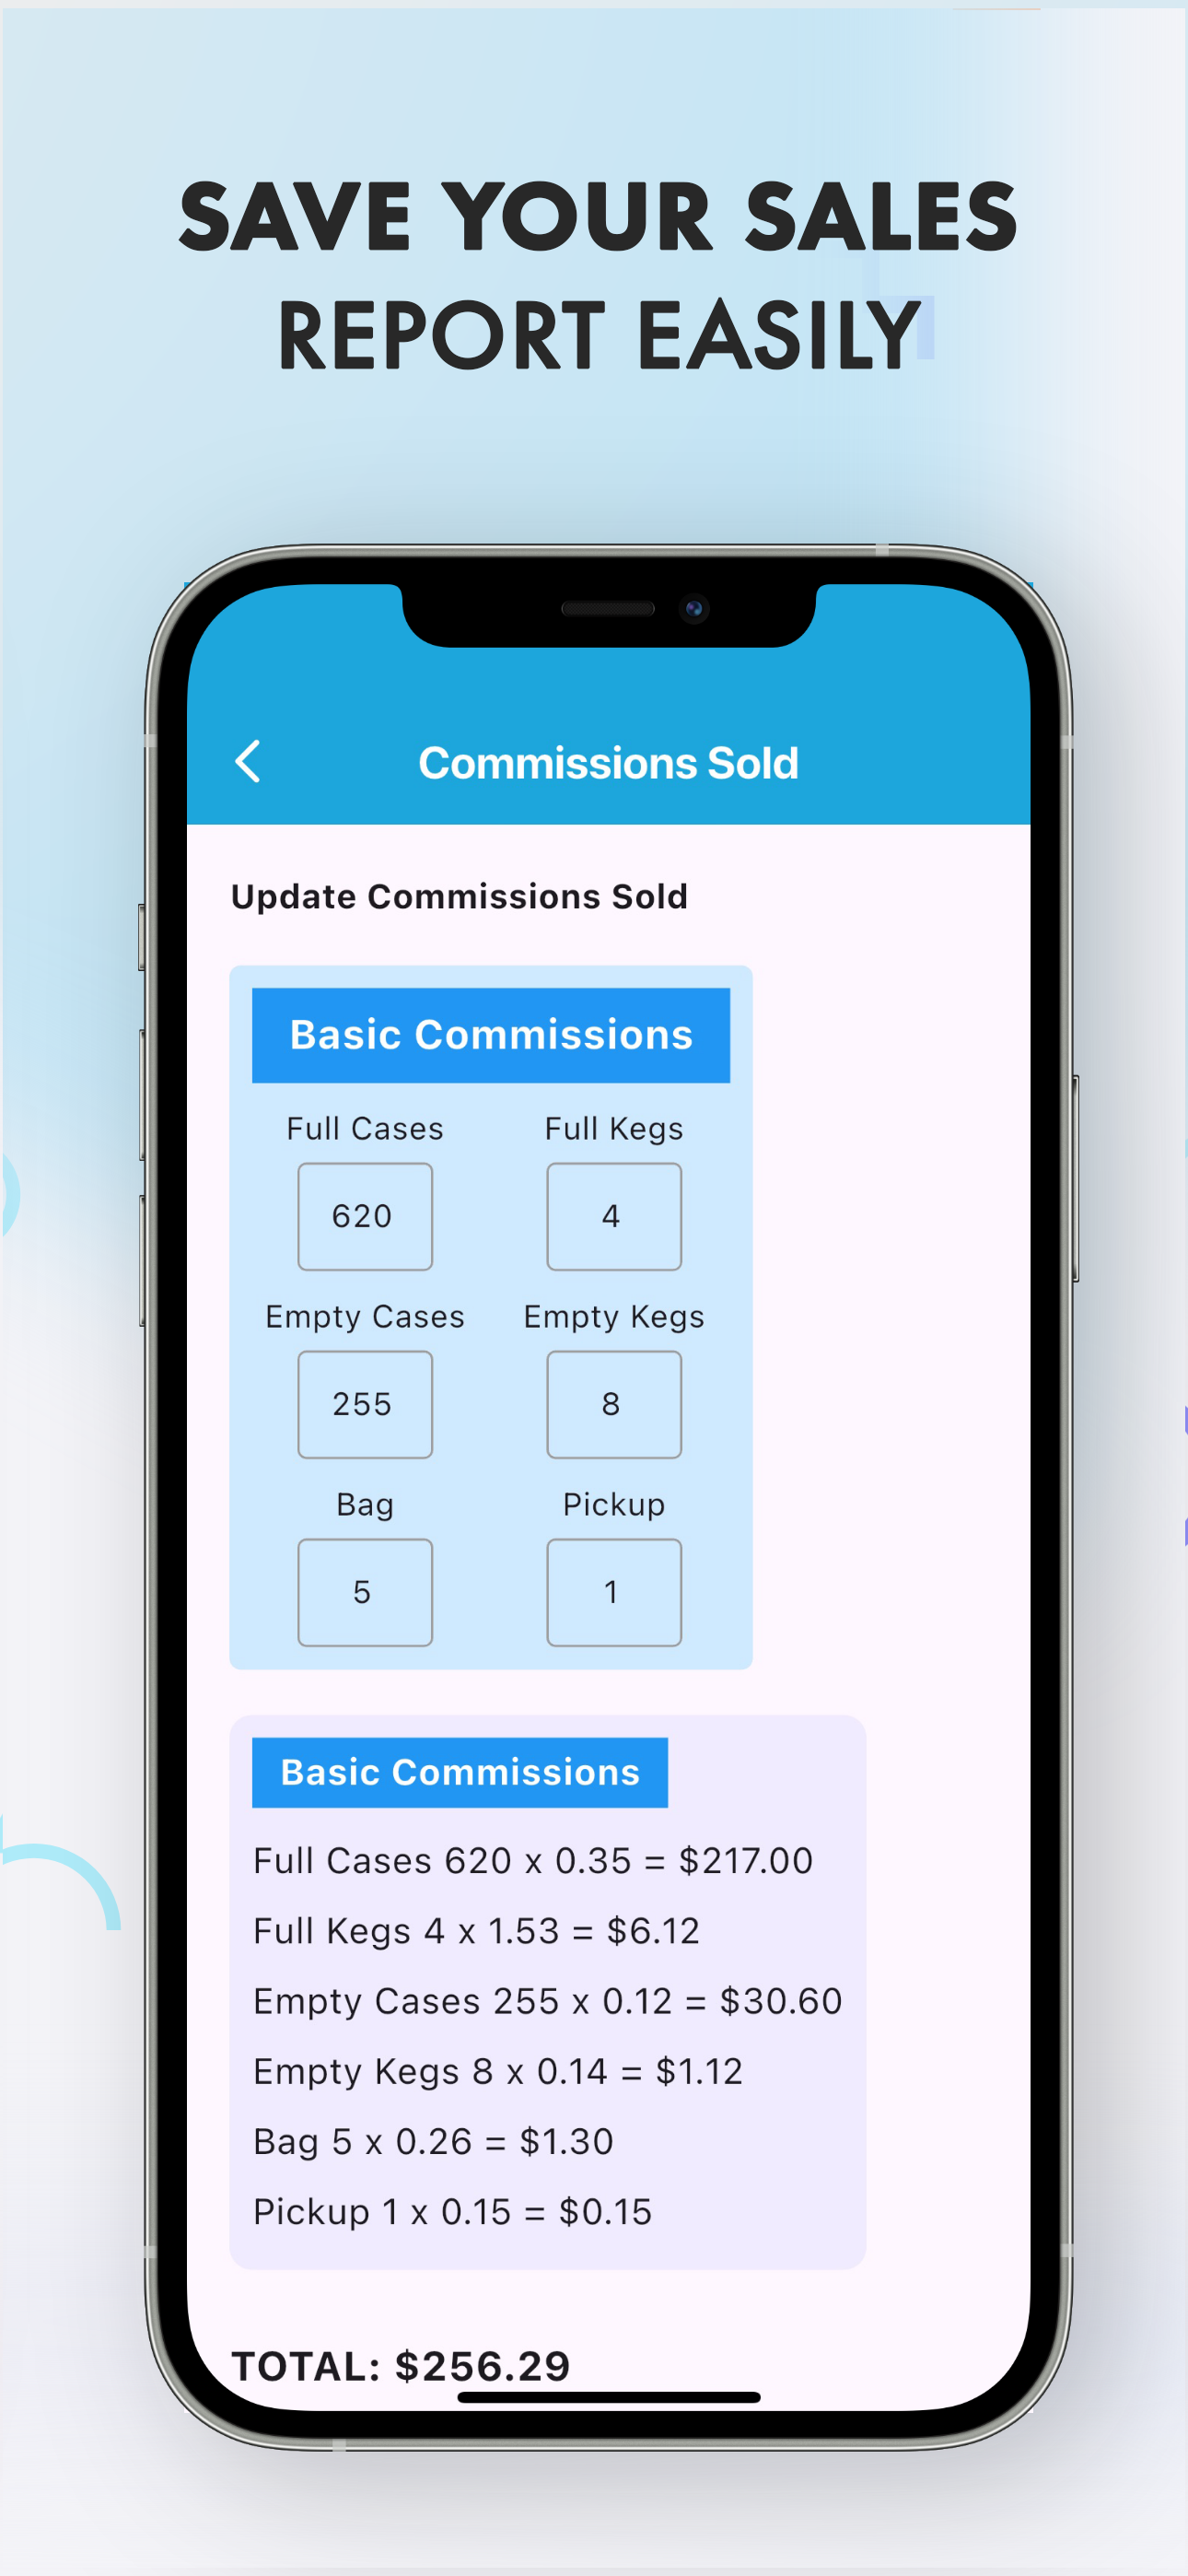 SAVE YOUR SALES
REPORT EASILY
Commissions Sold
Update Commissions Sold
Basic Commissions
Full Cases Full Kegs
620 4
Empty Cases Empty Kegs
255 8
Bag Pickup
5 1
Basic Commissions
Full Cases 620 x 0.35 = $217.00
Full Kegs 4 x 1.53 = $6.12
Empty Cases 255 x 0.12 = $30.60
Empty Kegs 8 x 0.14 = $1.12
Bag 5 x 0.26 = $1.30
Pickup 1 x 0.15 = $0.15
TOTAL: $256.29